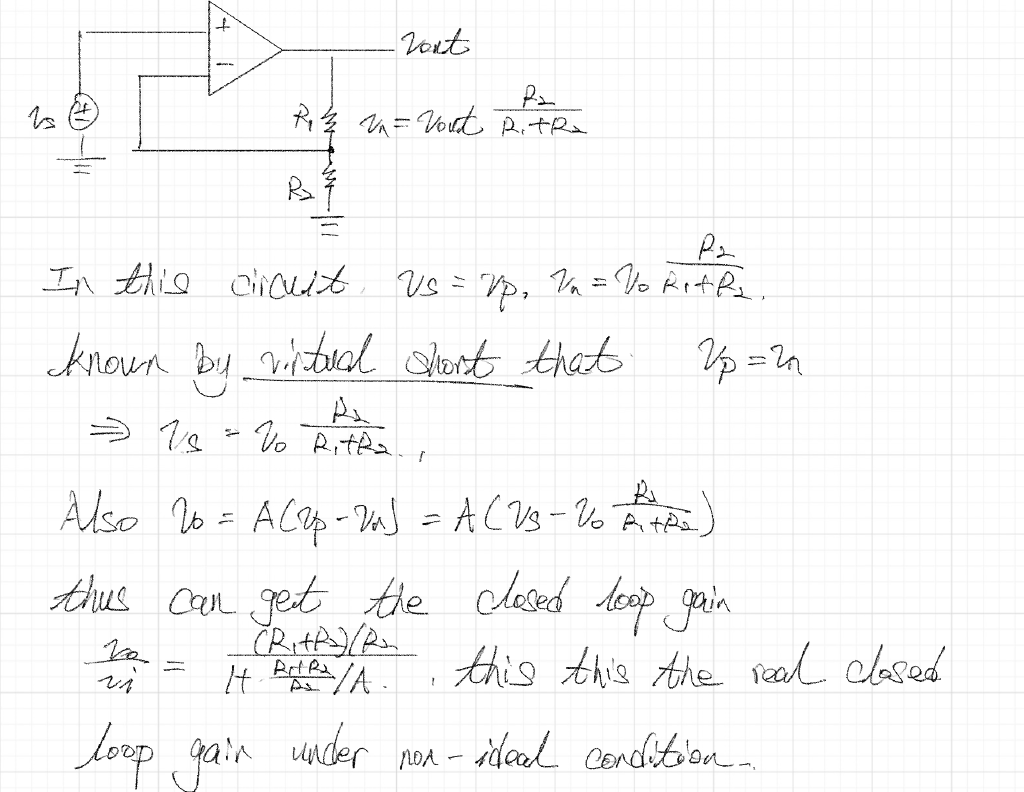 +
−
vout
vs
R1 vn = vout R2/(R1+R2)
R2
In this circuit. vs = vp, vn = vo R2/(R1+R2).
known by virtual short that vp = vn
⇒ vs = vo R2/(R1+R2).,
Also vo = A(vp - vn) = A(vs - vo R2/(R1+R2))
thus can get the closed loop gain
vo/vi = ((R1+R2)/R2)/(1+ (R1+R2)/R2 /A). , this this the real closed
loop gain under non-ideal condition.